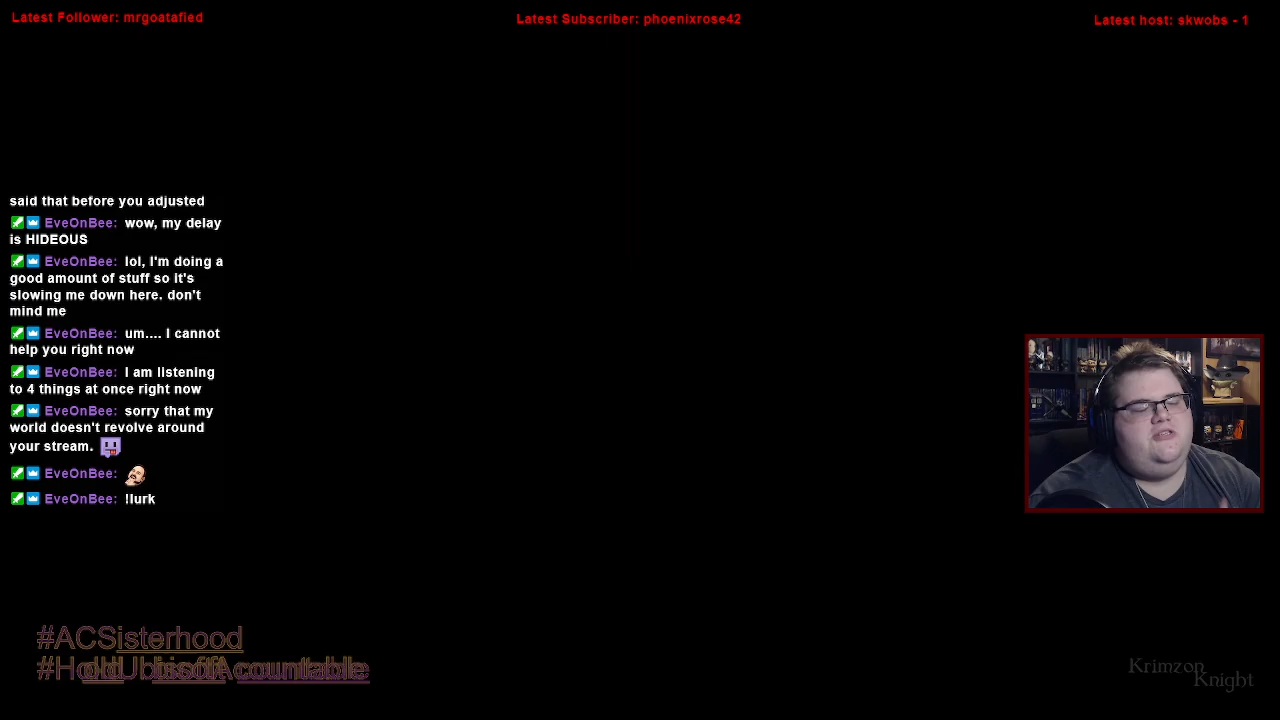 Latest Follower: mrgoatafied
Latest Subscriber: phoenixrose42
Latest host: skwobs - 1
said that before you adjusted
EveOnBee: wow, my delay
is HIDEOUS
EveOnBee: lol, I'm doing a
good amount of stuff so it's
slowing me down here. don't
mind me
EveOnBee: um.... I cannot
help you right now
EveOnBee: I am listening
to 4 things at once right now
EveOnBee: sorry that my
world doesn't revolve around
your stream.
EveOnBee:
EveOnBee: !lurk
#ACSisterhood
#HoldUbisoftAccountable
Krimzon
Knight